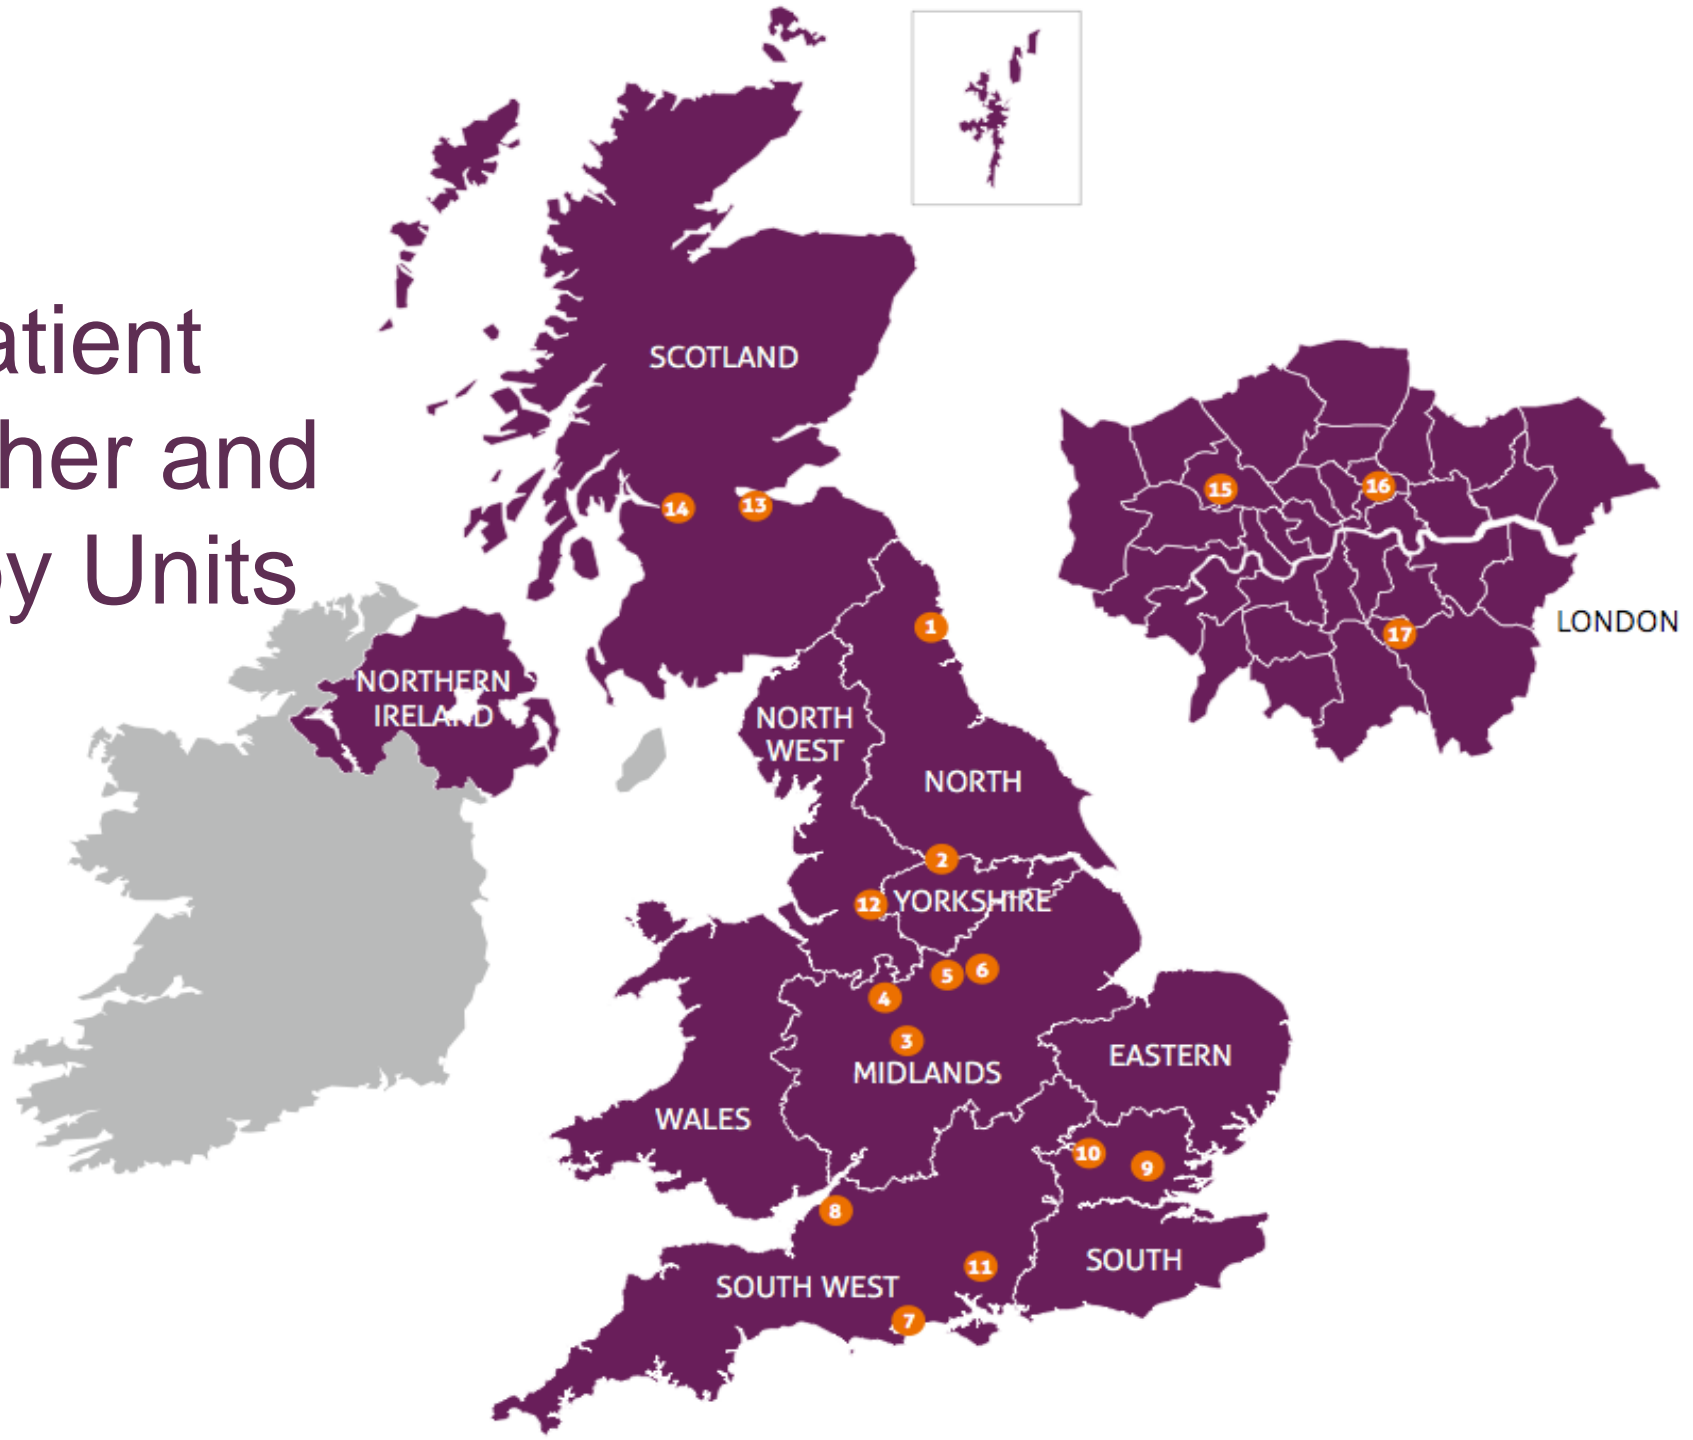 atient
her and
by Units
SCOTLAND
14
13
15
16
17
LONDON
1
NORTHERN
IRELAND
NORTH
WEST
NORTH
2
12
YORKSHIRE
5
6
4
3
MIDLANDS
EASTERN
WALES
10
9
8
11
SOUTH
SOUTH WEST
7